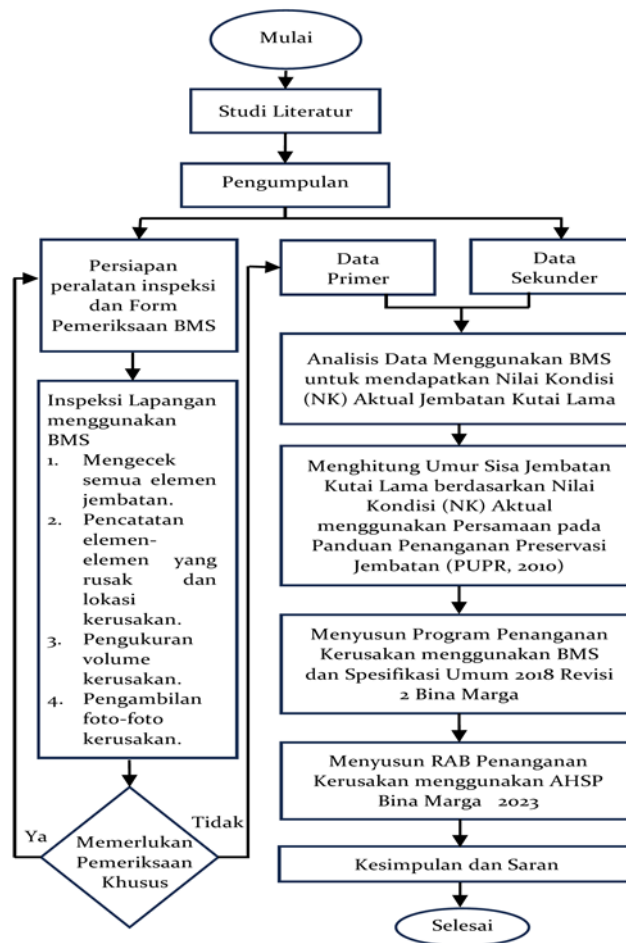 Mulai
Studi Literatur
Pengumpulan
Persiapan
peralatan inspeksi
dan Form
Pemeriksaan BMS
Inspeksi Lapangan
menggunakan
BMS
1. Mengecek
semua elemen
jembatan.
2. Pencatatan
elemen-
elemen yang
rusak dan
lokasi
kerusakan.
3. Pengukuran
volume
kerusakan.
4. Pengambilan
foto-foto
kerusakan.
Ya
Memerlukan
Pemeriksaan
Khusus
Tidak
Data
Primer
Data
Sekunder
Analisis Data Menggunakan BMS
untuk mendapatkan Nilai Kondisi
(NK) Aktual Jembatan Kutai Lama
Menghitung Umur Sisa Jembatan
Kutai Lama berdasarkan Nilai
Kondisi (NK) Aktual
menggunakan Persamaan pada
Panduan Penanganan Preservasi
Jembatan (PUPR, 2010)
Menyusun Program Penanganan
Kerusakan menggunakan BMS
dan Spesifikasi Umum 2018 Revisi
2 Bina Marga
Menyusun RAB Penanganan
Kerusakan menggunakan AHSP
Bina Marga 2023
Kesimpulan dan Saran
Selesai